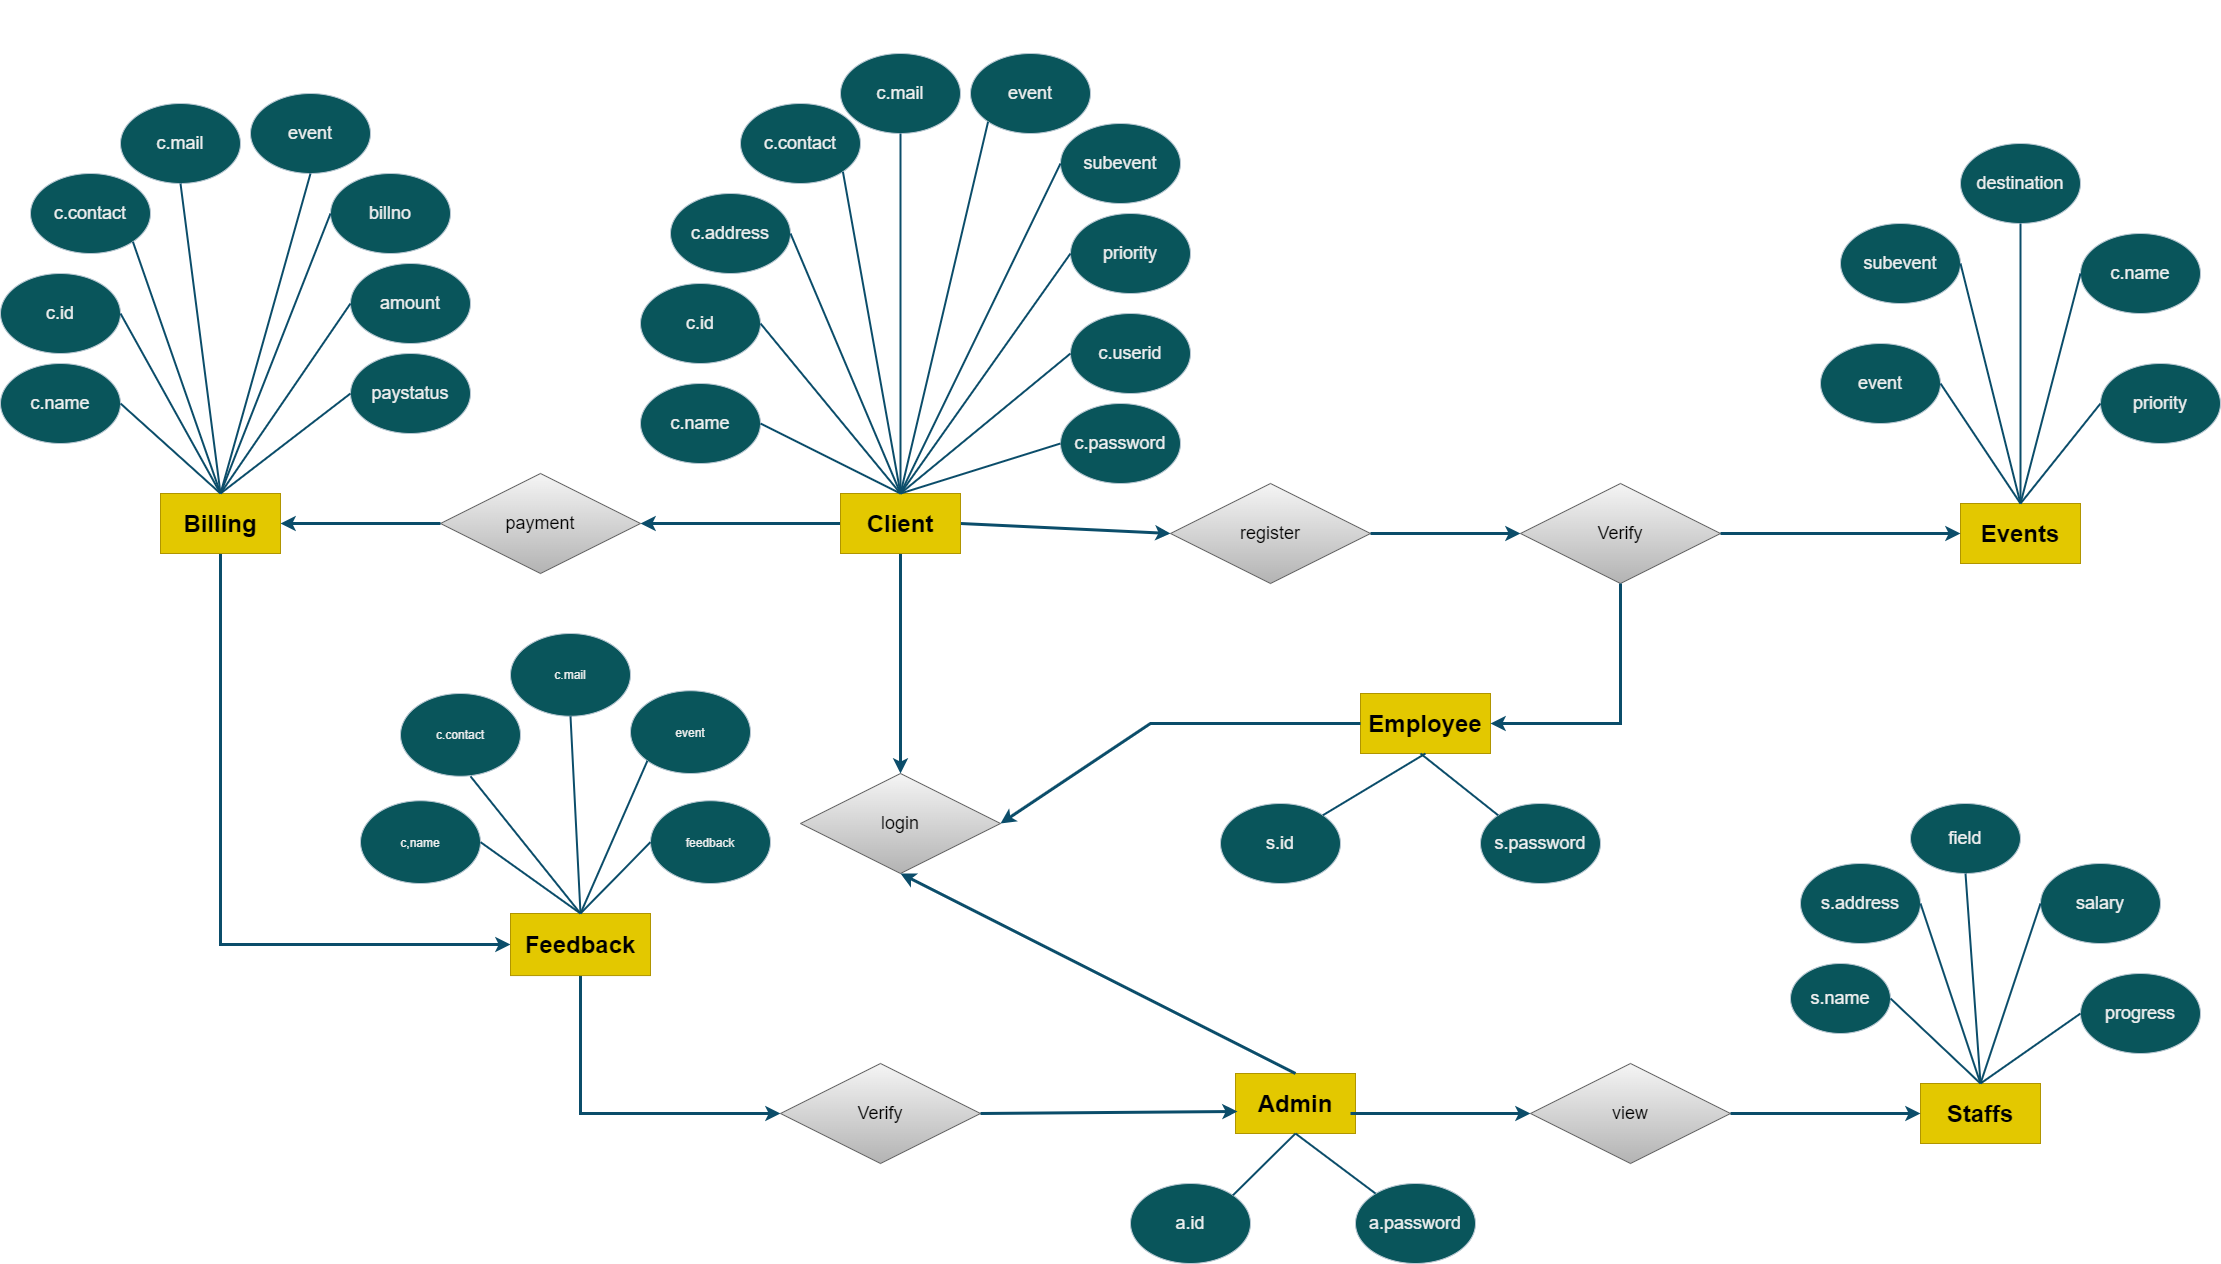 c.mail
event
c.contact
billno
c.id
amount
c.name
paystatus
Billing
payment
c.mail
event
c.contact
subevent
c.address
priority
c.id
c.userid
c.name
c.password
Client
register
Verify
destination
subevent
c.name
event
priority
Events
c.mail
c.contact
event
c,name
feedback
Feedback
login
Employee
s.id
s.password
field
s.address
salary
s.name
progress
Verify
Admin
view
Staffs
a.id
a.password